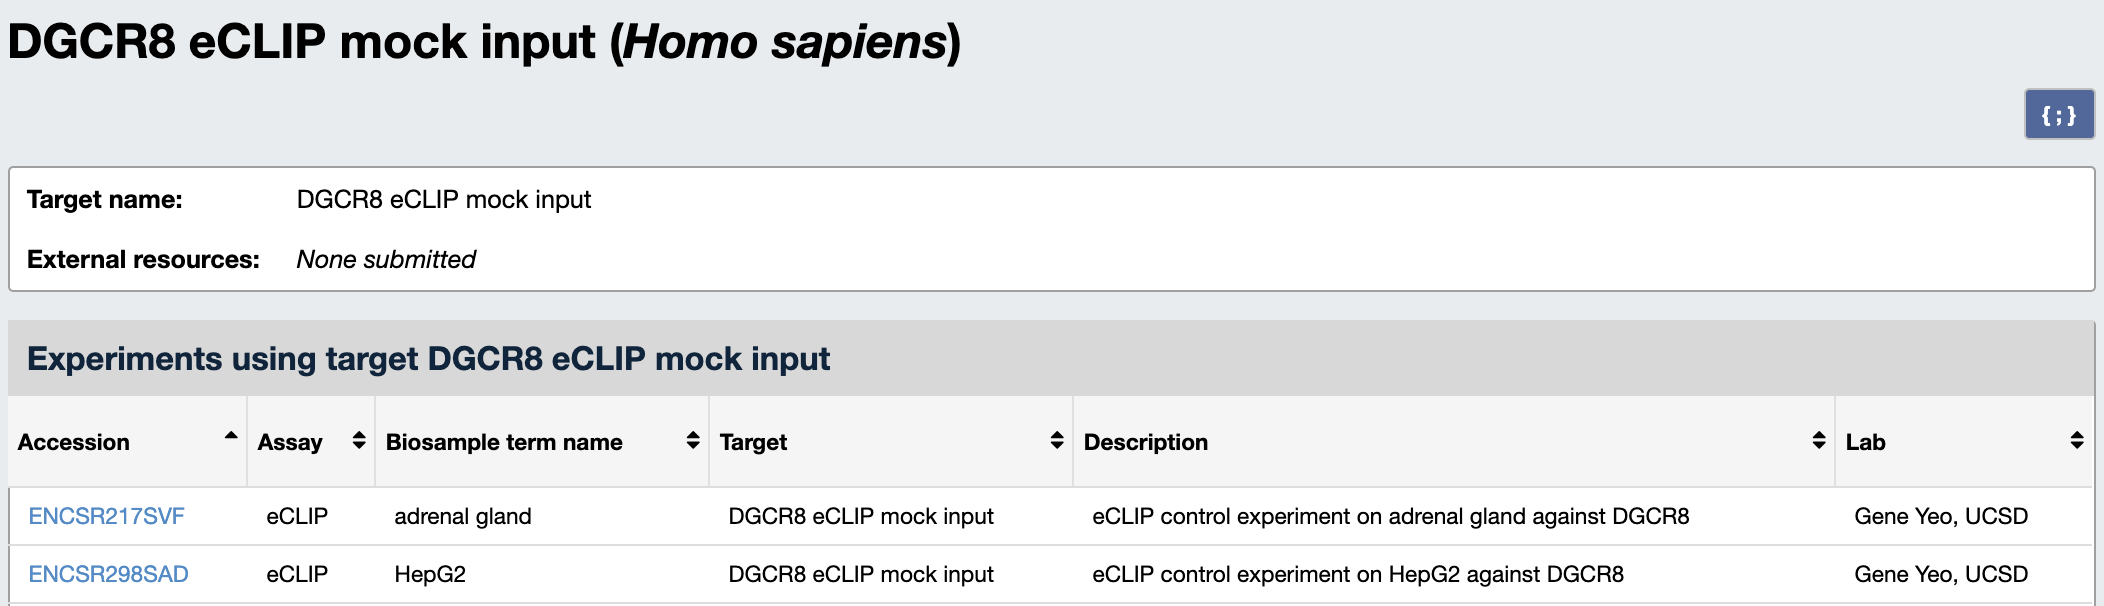 DGCR8 eCLIP mock input (Homo sapiens)
{ ; }
Target name: DGCR8 eCLIP mock input
External resources: None submitted
Experiments using target DGCR8 eCLIP mock input
Accession Assay Biosample term name Target Description Lab
ENCSR217SVF eCLIP adrenal gland DGCR8 eCLIP mock input eCLIP control experiment on adrenal gland against DGCR8 Gene Yeo, UCSD
ENCSR298SAD eCLIP HepG2 DGCR8 eCLIP mock input eCLIP control experiment on HepG2 against DGCR8 Gene Yeo, UCSD